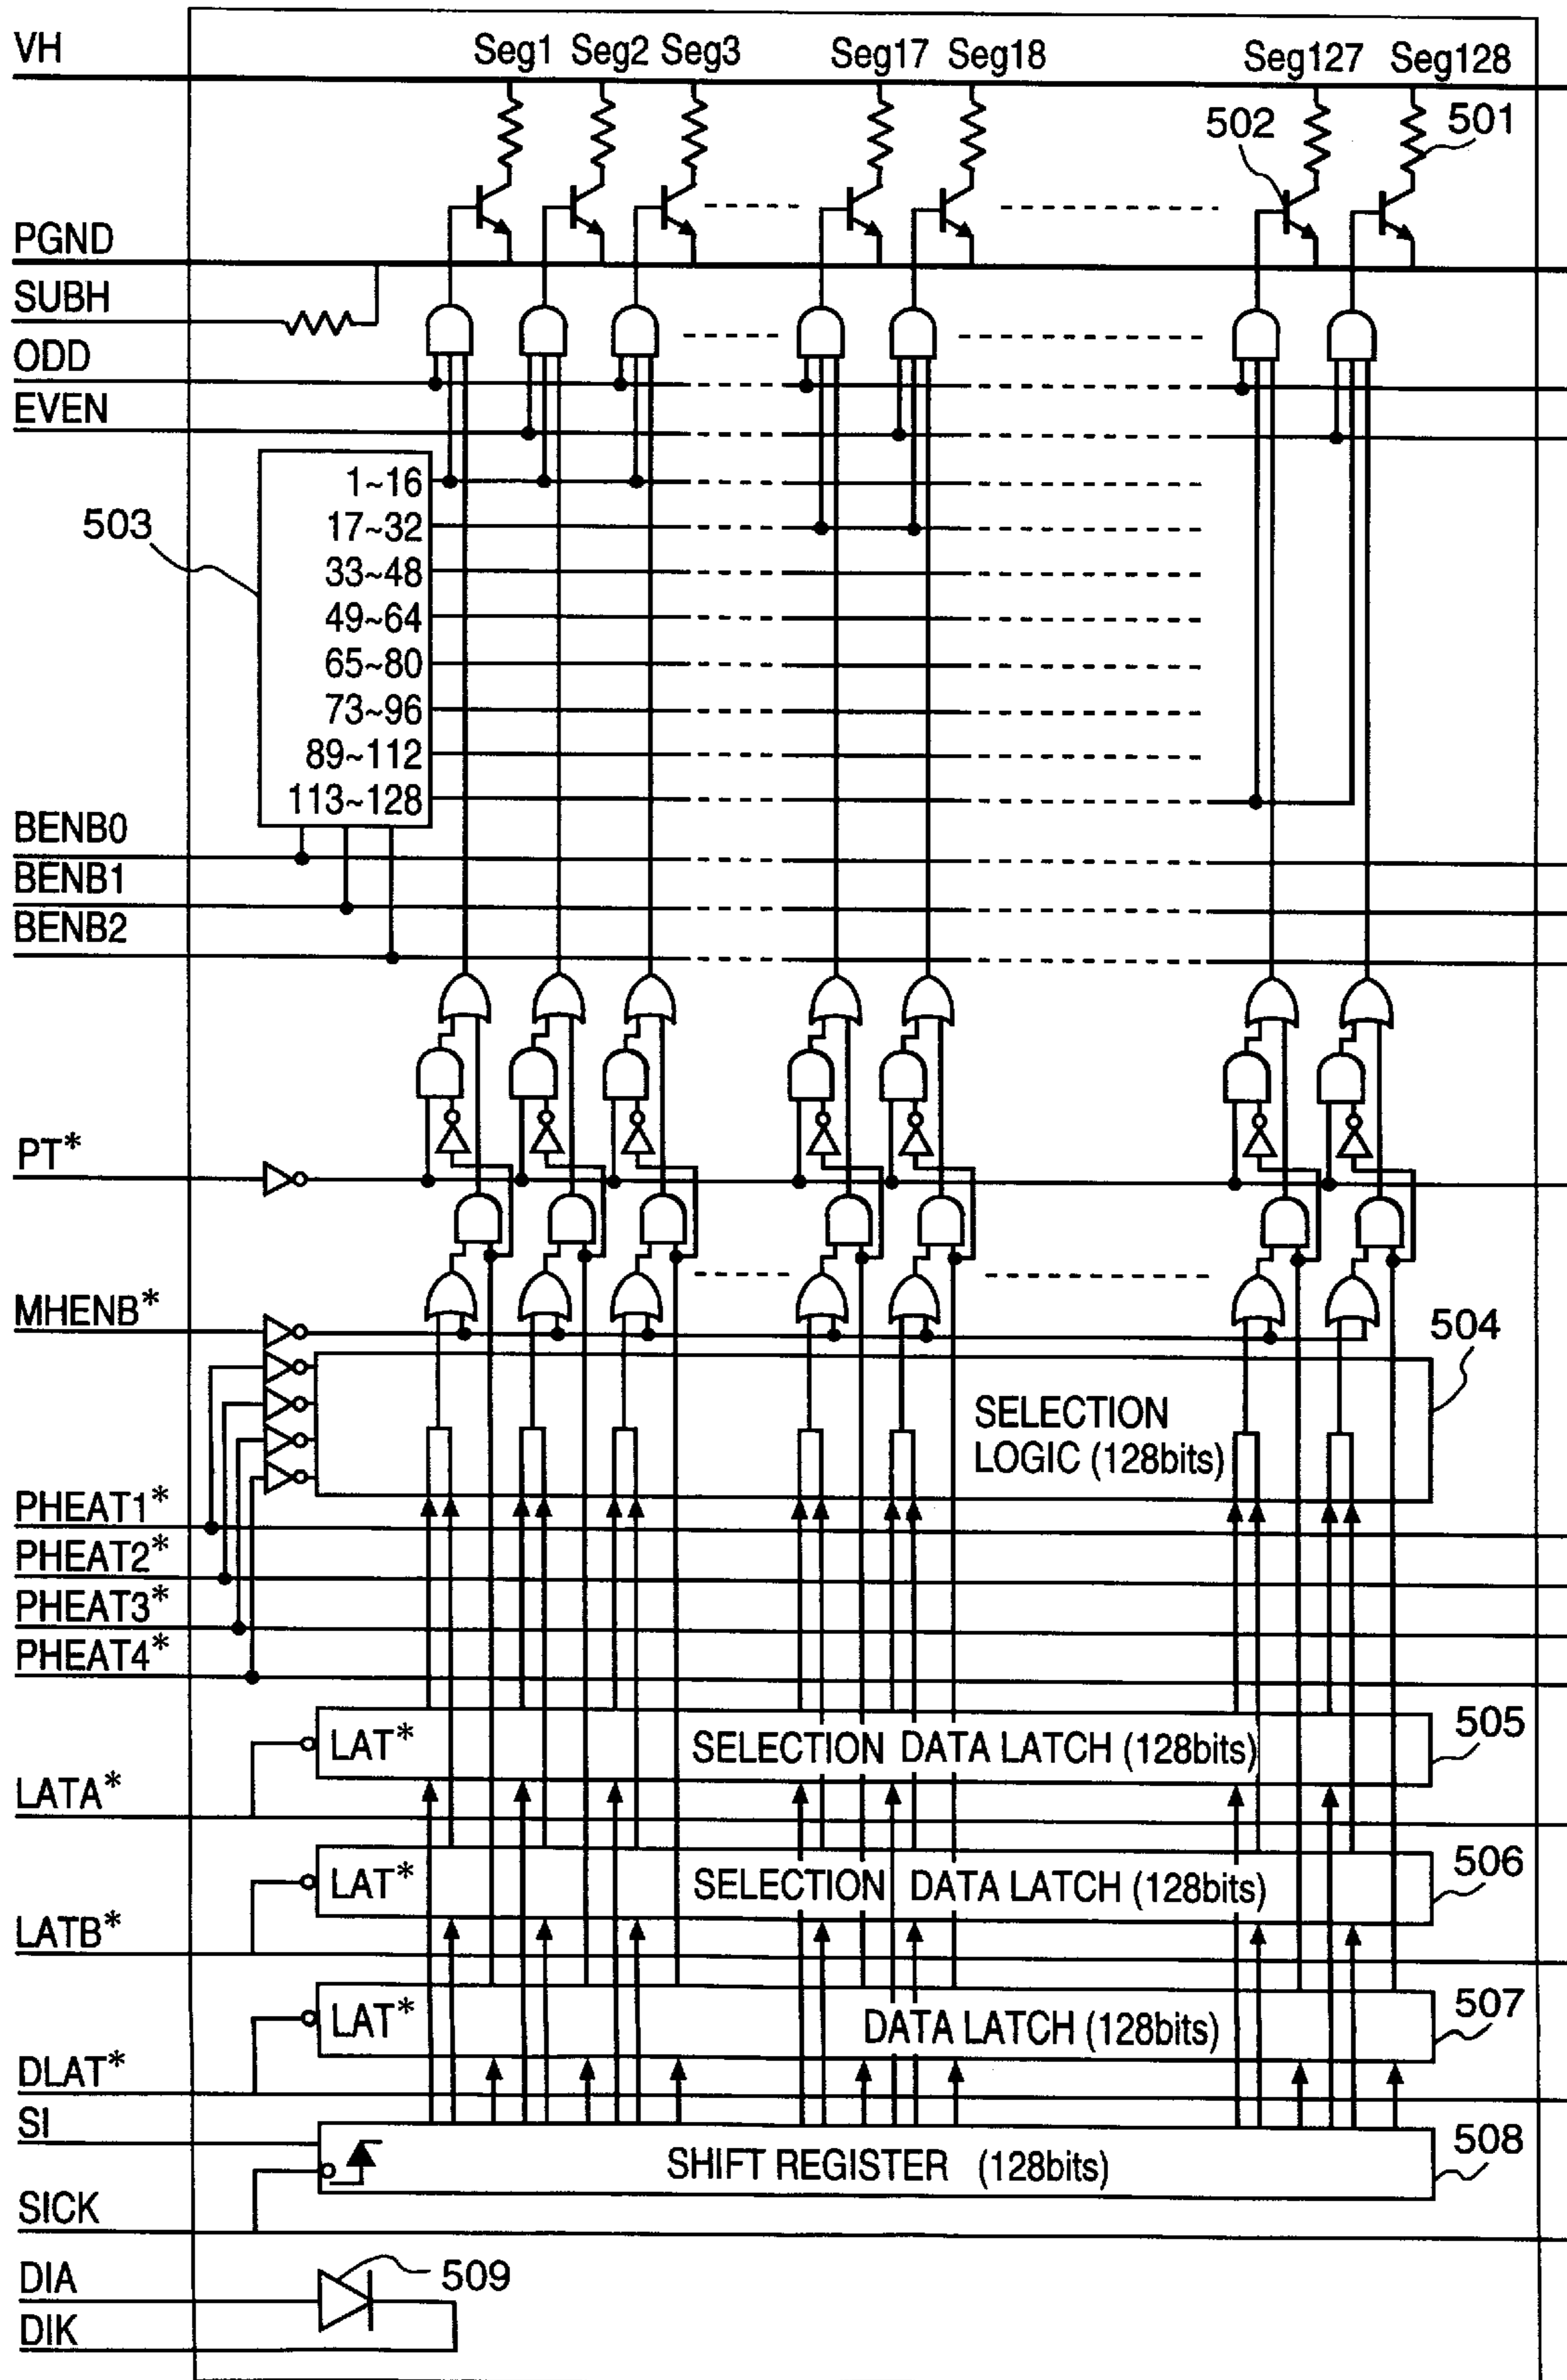 VH
Seg1 Seg2 Seg3 Seg17 Seg18 Seg127 Seg128
502
501
PGND
SUBH
ODD
EVEN
1~16
503
17~32
33~48
49~64
65~80
73~96
89~112
113~128
BENB0
BENB1
BENB2
PT*
MHENB*
504
SELECTION
LOGIC (128bits)
PHEAT1*
PHEAT2*
PHEAT3*
PHEAT4*
505
LAT* SELECTION DATA LATCH (128bits)
LATA*
506
LAT* SELECTION DATA LATCH (128bits)
LATB*
507
LAT* DATA LATCH (128bits)
DLAT*
SI
508
SHIFT REGISTER (128bits)
SICK
509
DIA
DIK